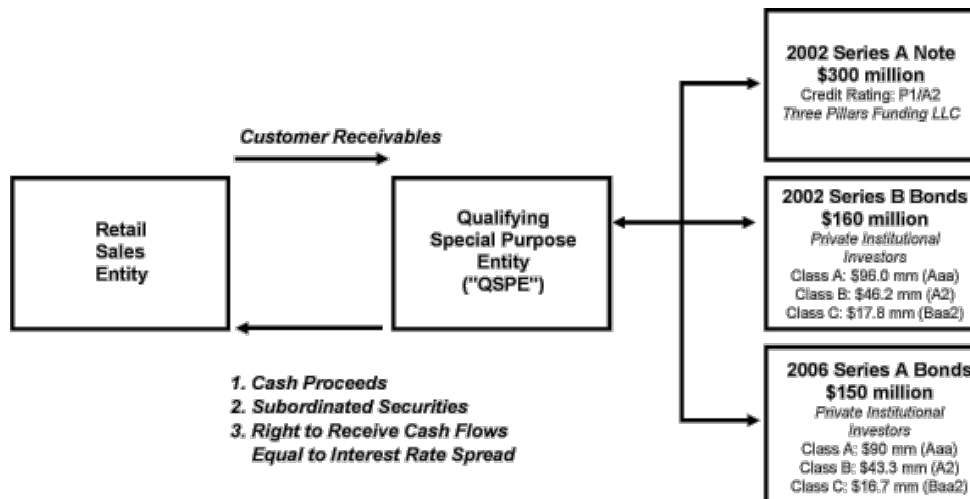 Customer Receivables
Retail
Sales
Entity
Qualifying
Special Purpose
Entity
("QSPE")
1. Cash Proceeds
2. Subordinated Securities
3. Right to Receive Cash Flows
Equal to Interest Rate Spread
2002 Series A Note
$300 million
Credit Rating: P1/A2
Three Pillars Funding LLC
2002 Series B Bonds
$160 million
Private Institutional
Investors
Class A: $96.0 mm (Aaa)
Class B: $46.2 mm (A2)
Class C: $17.8 mm (Baa2)
2006 Series A Bonds
$150 million
Private Institutional
Investors
Class A: $90 mm (Aaa)
Class B: $43.3 mm (A2)
Class C: $16.7 mm (Baa2)